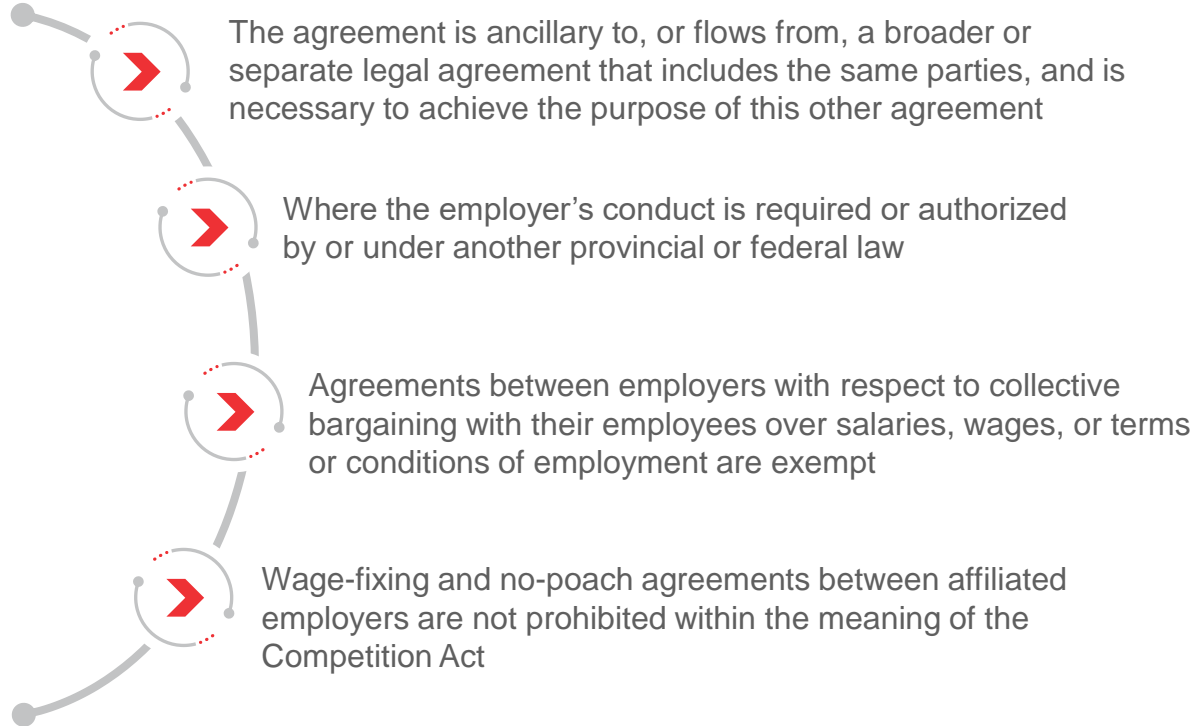 The agreement is ancillary to, or flows from, a broader or
separate legal agreement that includes the same parties, and is
necessary to achieve the purpose of this other agreement
Where the employer’s conduct is required or authorized
by or under another provincial or federal law
Agreements between employers with respect to collective
bargaining with their employees over salaries, wages, or terms
or conditions of employment are exempt
Wage-fixing and no-poach agreements between affiliated
employers are not prohibited within the meaning of the
Competition Act